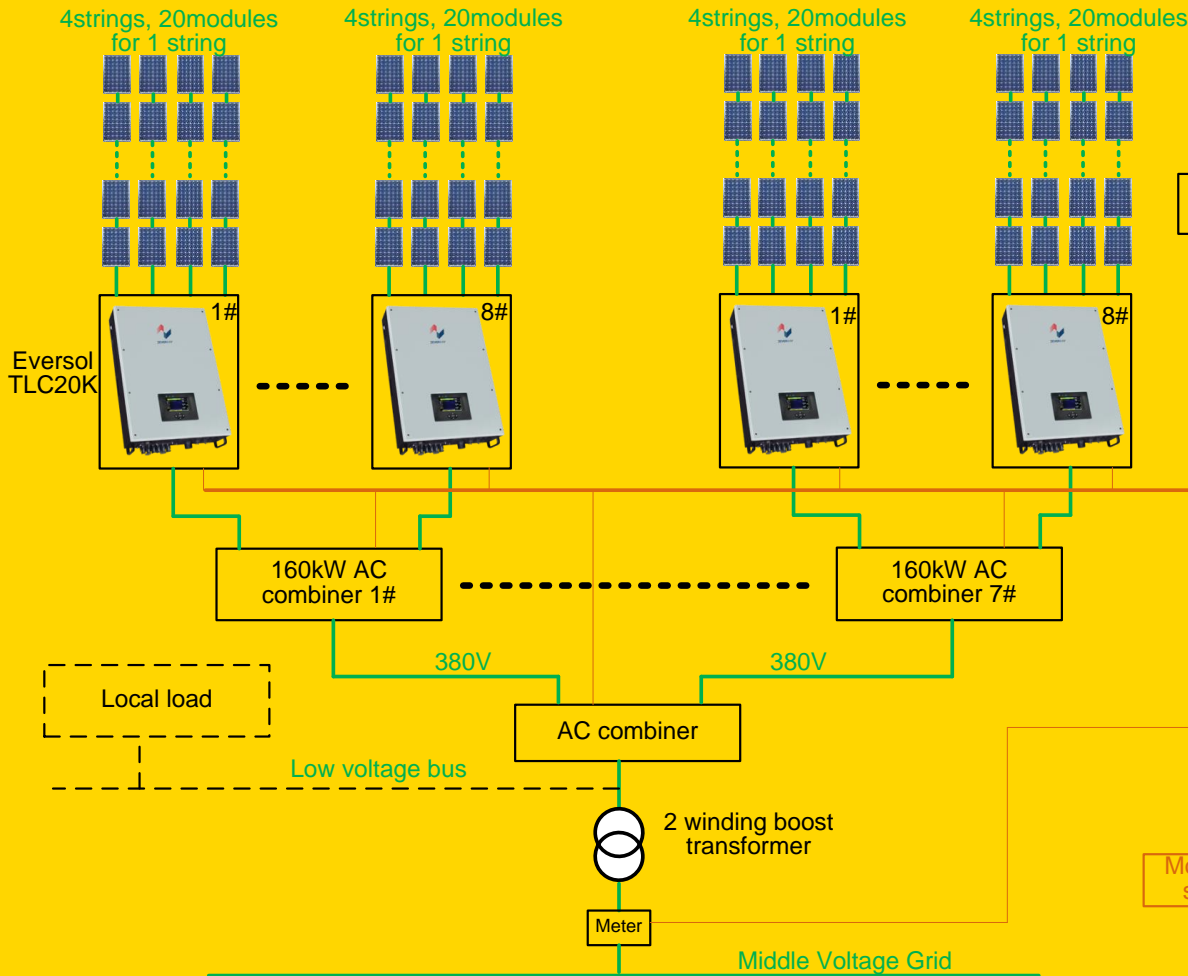 4strings, 20modules
for 1 string
4strings, 20modules
for 1 string
4strings, 20modules
for 1 string
4strings, 20modules
for 1 string
1#
8#
1#
8#
Eversol
TLC20K
160kW AC
combiner 1#
160kW AC
combiner 7#
380V
380V
Local load
AC combiner
Low voltage bus
2 winding boost
transformer
Meter
Middle Voltage Grid